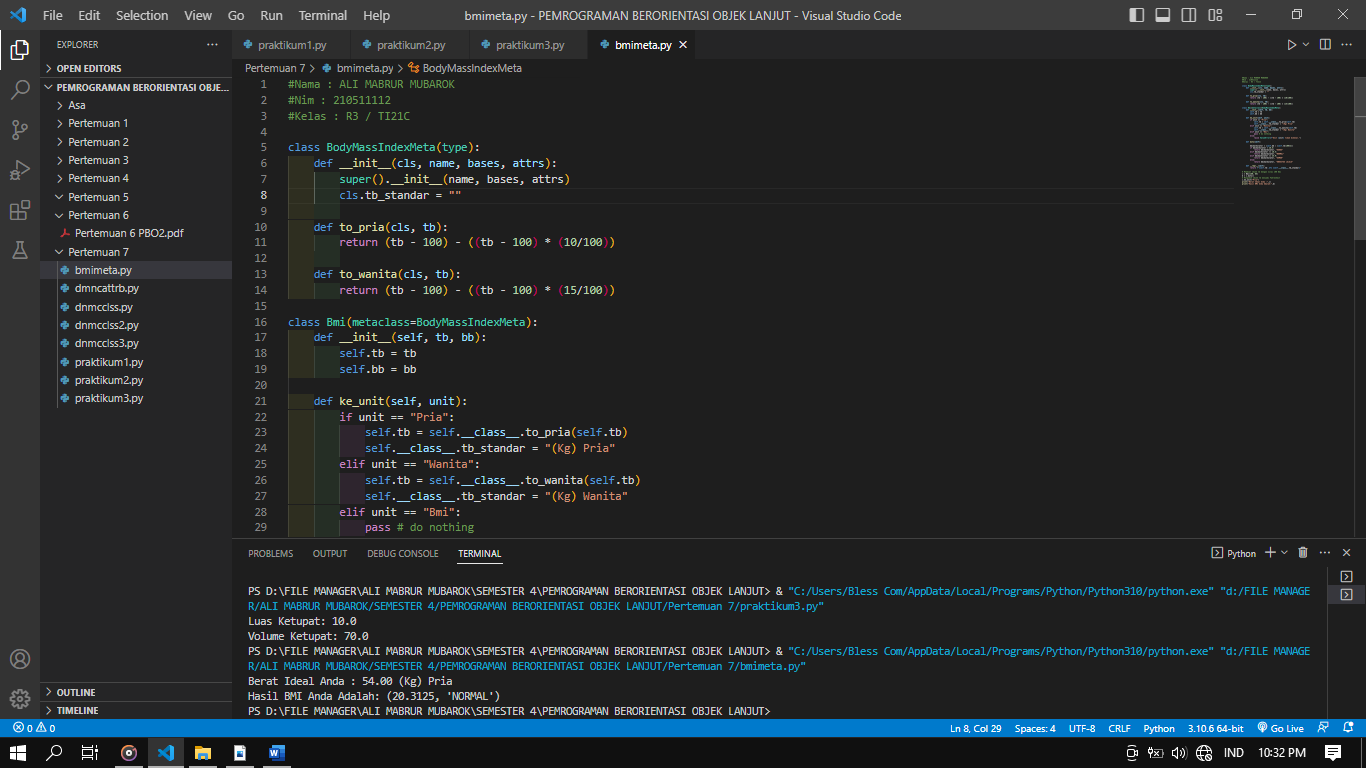 File Edit Selection View Go Run Terminal Help
bmimeta.py - PEMROGRAMAN BERORIENTASI OBJEK LANJUT - Visual Studio Code
EXPLORER
OPEN EDITORS
PEMROGRAMAN BERORIENTASI OBJE...
Asa
Pertemuan 1
Pertemuan 2
Pertemuan 3
Pertemuan 4
Pertemuan 5
Pertemuan 6
Pertemuan 6 PBO2.pdf
Pertemuan 7
bmimeta.py
dmncattrb.py
dnmcclss.py
dnmcclss2.py
dnmcclss3.py
praktikum1.py
praktikum2.py
praktikum3.py
OUTLINE
TIMELINE
praktikum1.py praktikum2.py praktikum3.py bmimeta.py
Pertemuan 7 > bmimeta.py > BodyMassIndexMeta
1 #Nama : ALI MABRUR MUBAROK
2 #Nim : 210511112
3 #Kelas : R3 / TI21C
4
5 class BodyMassIndexMeta(type):
6     def __init__(cls, name, bases, attrs):
7         super().__init__(name, bases, attrs)
8         cls.tb_standar = ""
9
10     def to_pria(cls, tb):
11         return (tb - 100) - ((tb - 100) * (10/100))
12
13     def to_wanita(cls, tb):
14         return (tb - 100) - ((tb - 100) * (15/100))
15
16 class Bmi(metaclass=BodyMassIndexMeta):
17     def __init__(self, tb, bb):
18         self.tb = tb
19         self.bb = bb
20
21     def ke_unit(self, unit):
22         if unit == "Pria":
23             self.tb = self.__class__.to_pria(self.tb)
24             self.__class__.tb_standar = "(Kg) Pria"
25         elif unit == "Wanita":
26             self.tb = self.__class__.to_wanita(self.tb)
27             self.__class__.tb_standar = "(Kg) Wanita"
28         elif unit == "Bmi":
29             pass # do nothing
PROBLEMS OUTPUT DEBUG CONSOLE TERMINAL
Python
PS D:\FILE MANAGER\ALI MABRUR MUBAROK\SEMESTER 4\PEMROGRAMAN BERORIENTASI OBJEK LANJUT> & "C:/Users/Bless Com/AppData/Local/Programs/Python/Python310/python.exe" "d:/FILE MANAGE
R/ALI MABRUR MUBAROK/SEMESTER 4/PEMROGRAMAN BERORIENTASI OBJEK LANJUT/Pertemuan 7/praktikum3.py"
Luas Ketupat: 10.0
Volume Ketupat: 70.0
PS D:\FILE MANAGER\ALI MABRUR MUBAROK\SEMESTER 4\PEMROGRAMAN BERORIENTASI OBJEK LANJUT> & "C:/Users/Bless Com/AppData/Local/Programs/Python/Python310/python.exe" "d:/FILE MANAGE
R/ALI MABRUR MUBAROK/SEMESTER 4/PEMROGRAMAN BERORIENTASI OBJEK LANJUT/Pertemuan 7/bmimeta.py"
Berat Ideal Anda : 54.00 (Kg) Pria
Hasil BMI Anda Adalah: (20.3125, 'NORMAL')
PS D:\FILE MANAGER\ALI MABRUR MUBAROK\SEMESTER 4\PEMROGRAMAN BERORIENTASI OBJEK LANJUT>
0 0 Ln 8, Col 29 Spaces: 4 UTF-8 CRLF Python 3.10.6 64-bit Go Live
IND 10:32 PM